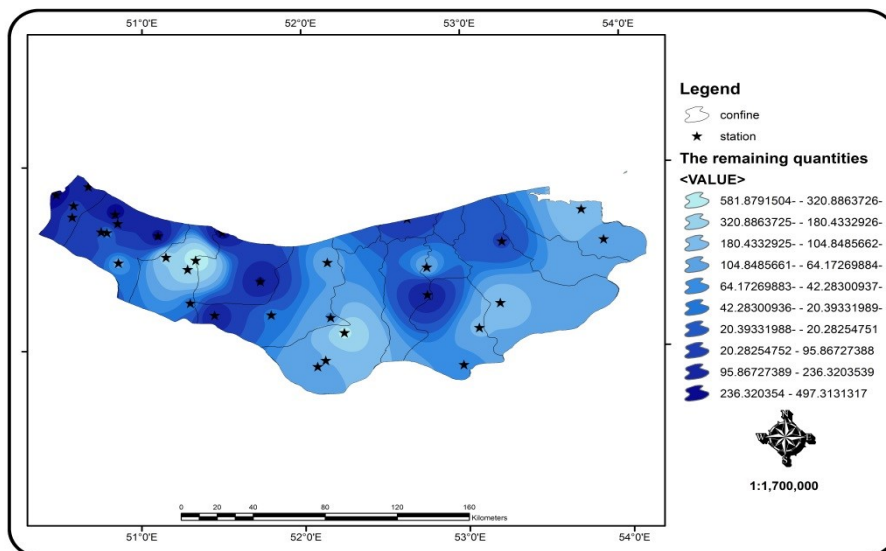 51°0'E 52°0'E 53°0'E 54°0'E
Legend
confine
station
The remaining quantities
<VALUE>
581.8791504- - 320.8863726-
320.8863725- - 180.4332926-
180.4332925- - 104.8485662-
104.8485661- - 64.17269884-
64.17269883- - 42.28300937-
42.28300936- - 20.39331989-
20.39331988- - 20.28254751
20.28254752 - 95.86727388
95.86727389 - 236.3203539
236.320354 - 497.3131317
1:1,700,000
0 20 40 80 120 160
Kilometers
51°0'E 52°0'E 53°0'E 54°0'E